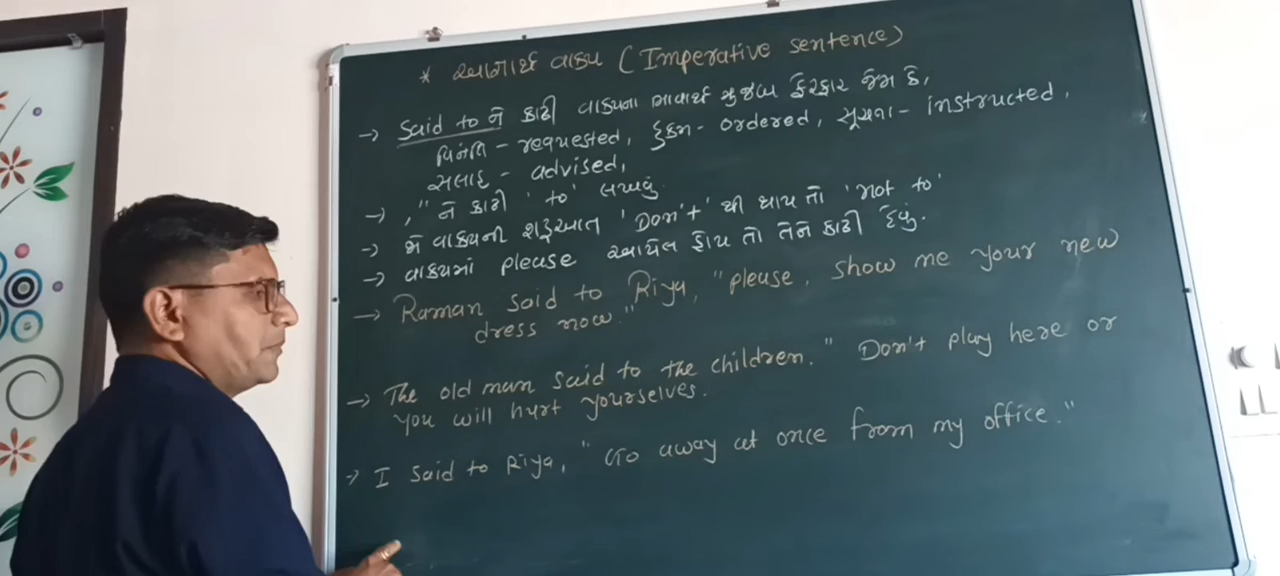 * આજ્ઞાર્થ વાક્ય (Imperative sentence)
→ Said to ને કાઢી વાક્યના ભાવાર્થ મુજબ ફેરફાર જેમ કે,
વિનંતિ - requested, હુકમ - ordered, સૂચના - instructed,
સલાહ - advised,
→ , " ને કાઢી 'to' લખવું
→ જો વાક્યની શરૂઆત 'Don't' થી થાય તો 'not to'
→ વાક્યમાં please આપેલ હોય તો તેને કાઢી દેવું.
→ Raman said to Riya, "please, show me your new
dress now."
→ The old man said to the children. " Don't play here or
you will hurt yourselves.
→ I said to Riya, " Go away at once from my office."